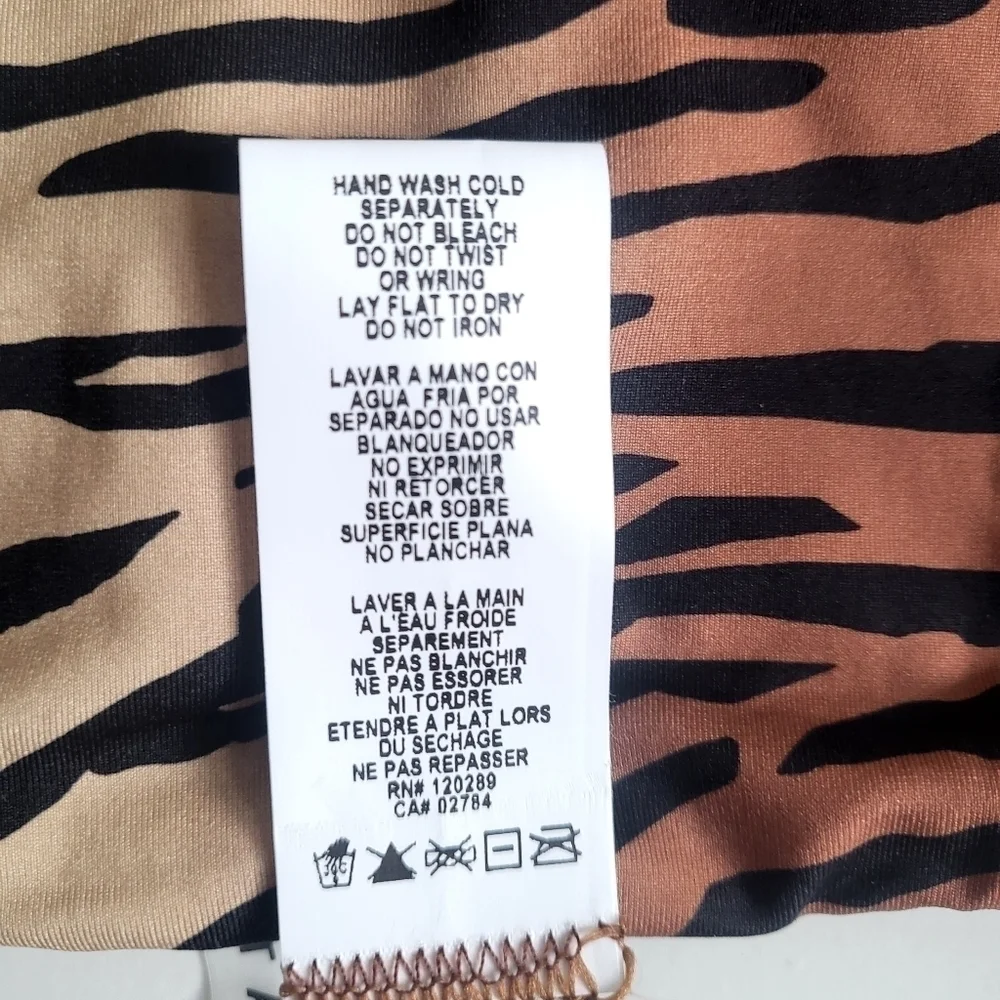 HAND WASH COLD
SEPARATELY
DO NOT BLEACH
DO NOT TWIST
OR WRING
LAY FLAT TO DRY
DO NOT IRON
LAVAR A MANO CON
AGUA FRIA POR
SEPARADO NO USAR
BLANQUEADOR
NO EXPRIMIR
NI RETORCER
SECAR SOBRE
SUPERFICIE PLANA
NO PLANCHAR
LAVER A LA MAIN
A L'EAU FROIDE
SEPAREMENT
NE PAS BLANCHIR
NE PAS ESSORER
NI TORDRE
ETENDRE A PLAT LORS
DU SECHAGE
NE PAS REPASSER
RN# 120289
CA# 02784